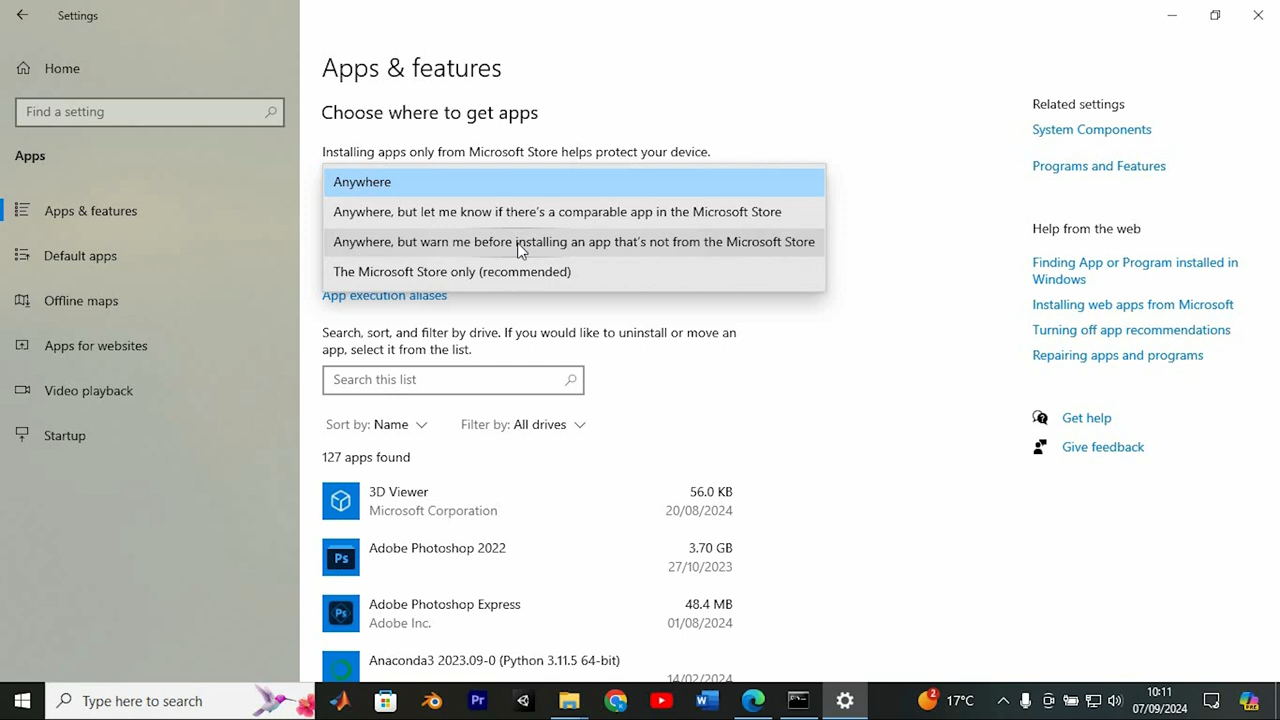 Settings
Home
Find a setting
Apps
Apps & features
Default apps
Offline maps
Apps for websites
Video playback
Startup
Apps & features
Choose where to get apps
Installing apps only from Microsoft Store helps protect your device.
Anywhere
Anywhere, but let me know if there's a comparable app in the Microsoft Store
Anywhere, but warn me before installing an app that's not from the Microsoft Store
The Microsoft Store only (recommended)
App execution aliases
Search, sort, and filter by drive. If you would like to uninstall or move an
app, select it from the list.
Search this list
Sort by: Name
Filter by: All drives
127 apps found
3D Viewer
56.0 KB
Microsoft Corporation
20/08/2024
Adobe Photoshop 2022
3.70 GB
27/10/2023
Adobe Photoshop Express
48.4 MB
Adobe Inc.
01/08/2024
Anaconda3 2023.09-0 (Python 3.11.5 64-bit)
14/02/2024
Related settings
System Components
Programs and Features
Help from the web
Finding App or Program installed in
Windows
Installing web apps from Microsoft
Turning off app recommendations
Repairing apps and programs
Get help
Give feedback
Type here to search
2
17°C
10:11
07/09/2024